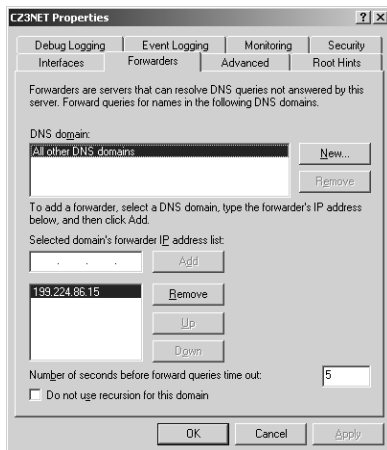 CZ3NET Properties
Debug Logging Event Logging Monitoring Security
Interfaces Forwarders Advanced Root Hints
Forwarders are servers that can resolve DNS queries not answered by this
server. Forward queries for names in the following DNS domains.
DNS domain:
All other DNS domains
New...
Remove
To add a forwarder, select a DNS domain, type the forwarder's IP address
below, and then click Add.
Selected domain's forwarder IP address list:
. . . Add
199.224.86.15 Remove
Up
Down
Number of seconds before forward queries time out: 5
Do not use recursion for this domain
OK Cancel Apply